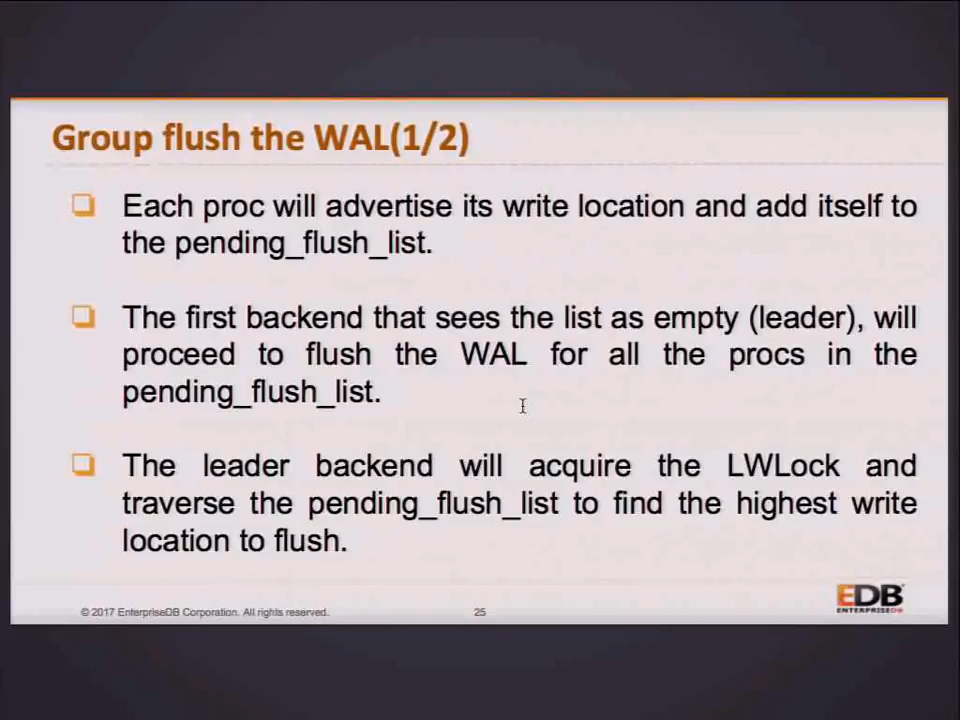 Group flush the WAL(1/2)
Each proc will advertise its write location and add itself to
the pending_flush_list.
The first backend that sees the list as empty (leader), will
proceed to flush the WAL for all the procs in the
pending_flush_list.
The leader backend will acquire the LWLock and
traverse the pending_flush_list to find the highest write
location to flush.
© 2017 EnterpriseDB Corporation. All rights reserved.
25
EDB
ENTERPRISEDB